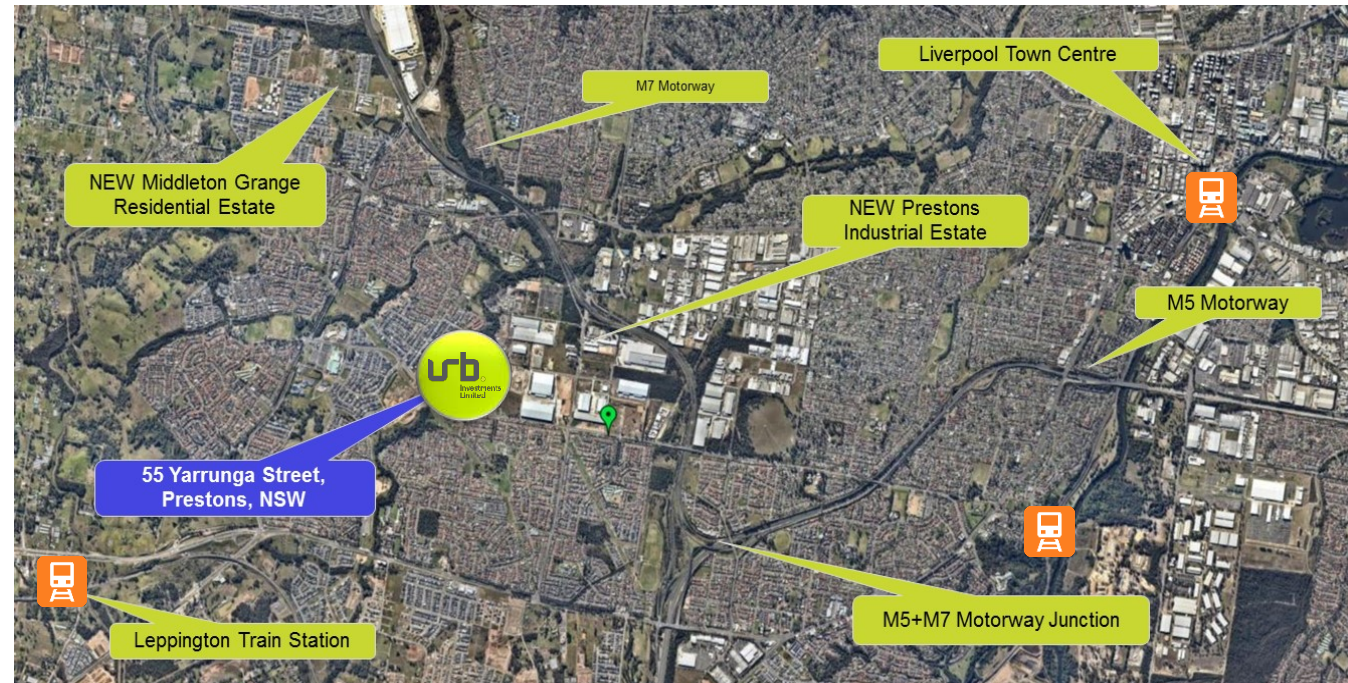 Liverpool Town Centre
M7 Motorway
NEW Middleton Grange
Residential Estate
NEW Prestons
Industrial Estate
M5 Motorway
urb.
Investments
Limited
55 Yarrunga Street,
Prestons, NSW
M5+M7 Motorway Junction
Leppington Train Station